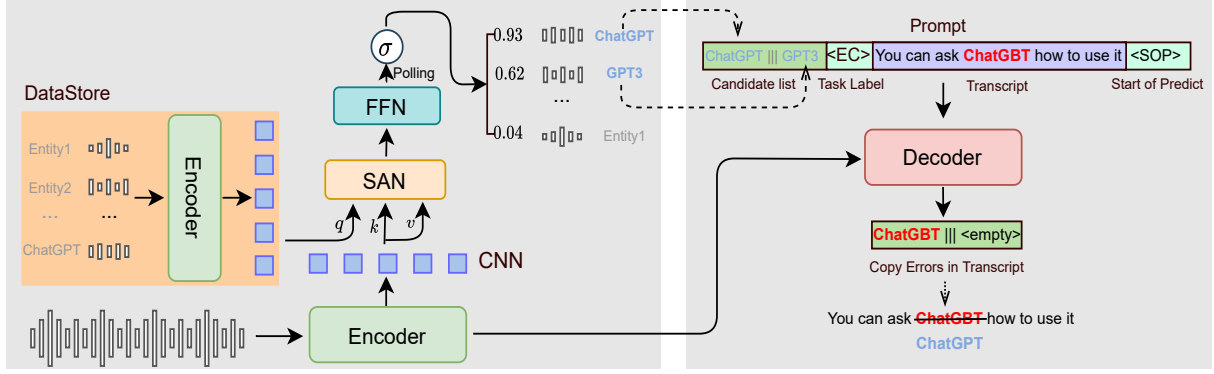 DataStore
Entity1
Entity2
...
...
ChatGPT
Encoder
Encoder
CNN
q
k
v
SAN
FFN
Polling
σ
0.93
ChatGPT
0.62
GPT3
...
0.04
Entity1
Prompt
ChatGPT ||| GPT3 <EC> You can ask ChatGBT how to use it <SOP>
Candidate list Task Label Transcript Start of Predict
Decoder
ChatGBT ||| <empty>
Copy Errors in Transcript
You can ask ChatGBT how to use it
ChatGPT